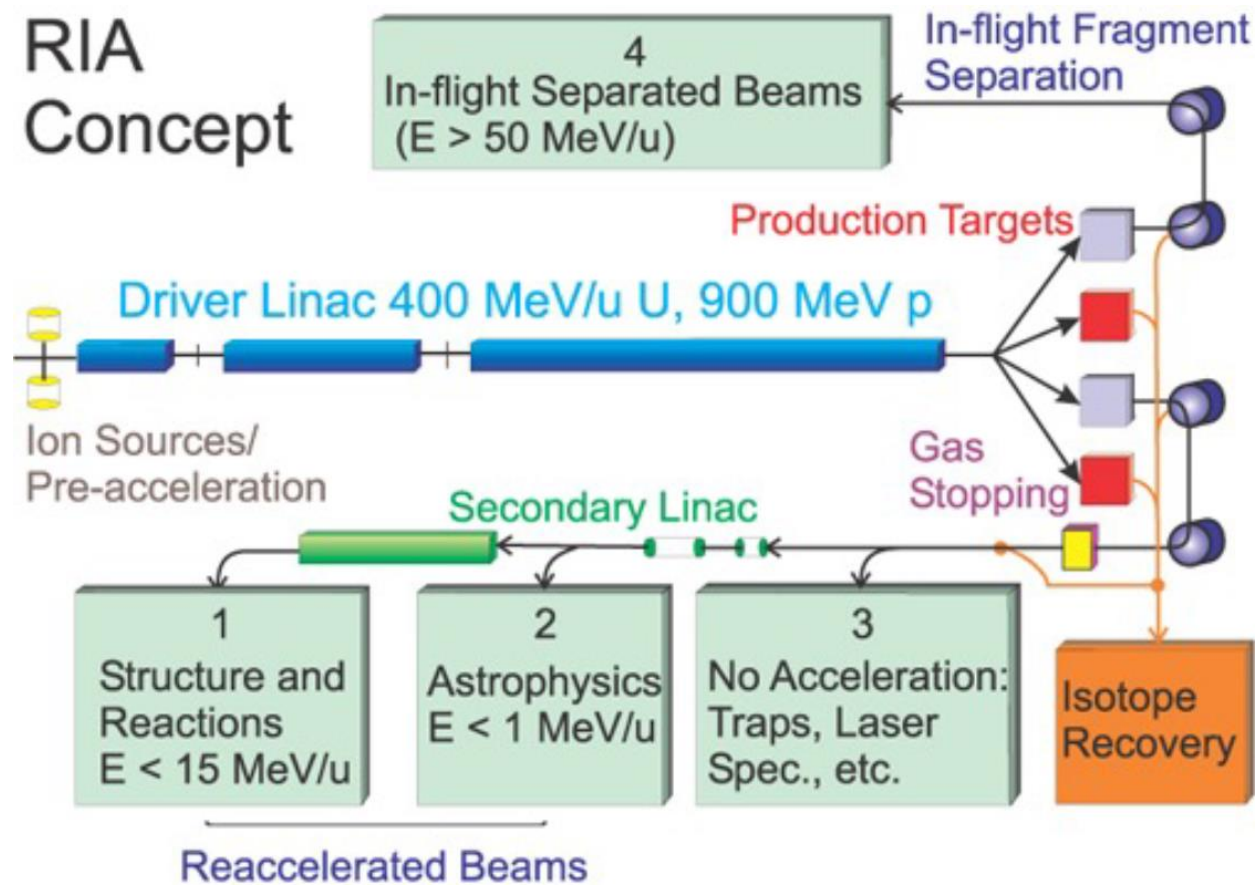 RIA
Concept
4
In-flight Separated Beams
(E > 50 MeV/u)
In-flight Fragment
Separation
Production Targets
Driver Linac 400 MeV/u U, 900 MeV p
Ion Sources/
Pre-acceleration
Gas
Stopping
Secondary Linac
1
Structure and
Reactions
E < 15 MeV/u
2
Astrophysics
E < 1 MeV/u
3
No Acceleration:
Traps, Laser
Spec., etc.
Isotope
Recovery
Reaccelerated Beams